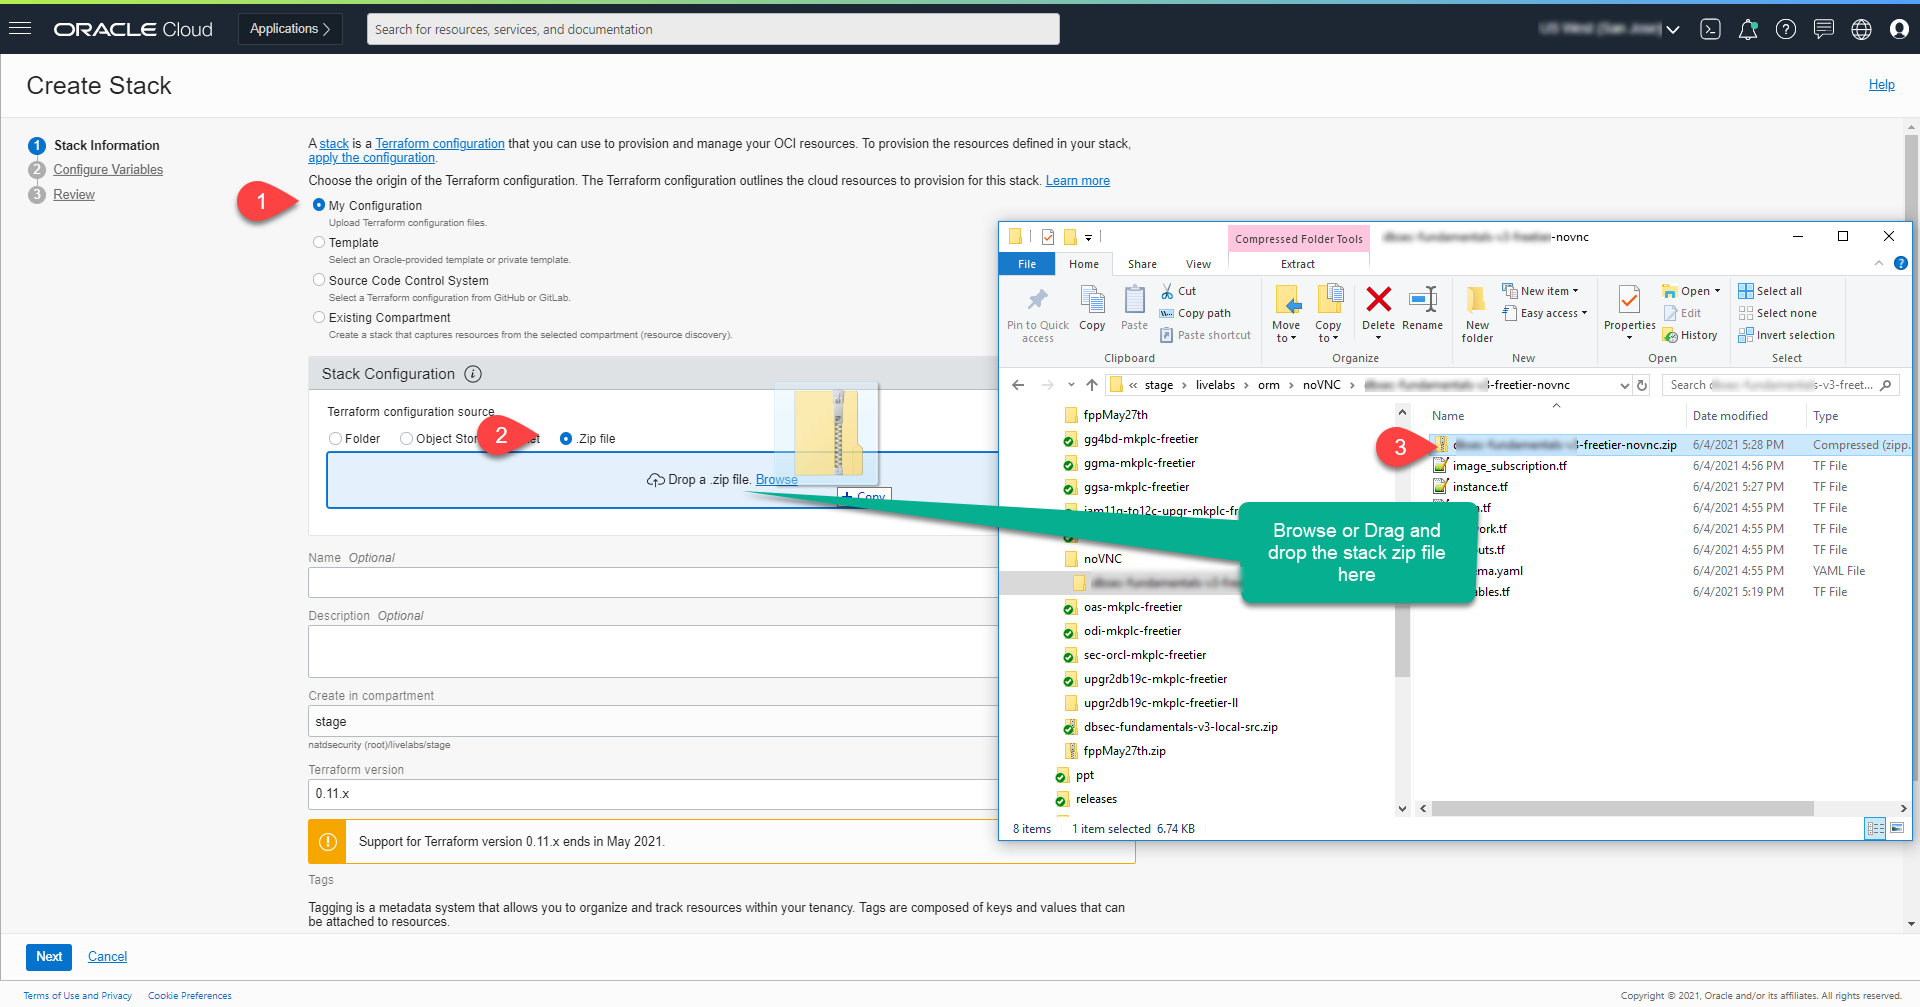 ORACLE Cloud
Applications
Search for resources, services, and documentation
Create Stack
Help
1 Stack Information
2 Configure Variables
3 Review
A stack is a Terraform configuration that you can use to provision and manage your OCI resources. To provision the resources defined in your stack,
apply the configuration.
Choose the origin of the Terraform configuration. The Terraform configuration outlines the cloud resources to provision for this stack. Learn more
1
My Configuration
Upload Terraform configuration files.
Template
Select an Oracle-provided template or private template.
Source Code Control System
Select a Terraform configuration from GitHub or GitLab.
Existing Compartment
Create a stack that captures resources from the selected compartment (resource discovery).
Stack Configuration
Terraform configuration source
Folder
Object Stor et
2
.Zip file
Drop a .zip file. Browse
+ Copy
Name Optional
Description Optional
Create in compartment
stage
natdsecurity (root)/livelabs/stage
Terraform version
0.11.x
Support for Terraform version 0.11.x ends in May 2021.
Tags
Tagging is a metadata system that allows you to organize and track resources within your tenancy. Tags are composed of keys and values that can
be attached to resources.
Next
Cancel
Terms of Use and Privacy
Cookie Preferences
Copyright © 2021, Oracle and/or its affiliates. All rights reserved.
Compressed Folder Tools
-novnc
File
Home
Share
View
Extract
Pin to Quick access
Copy
Paste
Cut
Copy path
Paste shortcut
Clipboard
Move to
Copy to
Delete
Rename
Organize
New folder
New item
Easy access
New
Properties
Open
Edit
History
Open
Select all
Select none
Invert selection
Select
« stage > livelabs > orm > noVNC > 3-freetier-novnc
Search s-v3-freet...
fppMay27th
gg4bd-mkplc-freetier
ggma-mkplc-freetier
ggsa-mkplc-freetier
iam11g-to12c-upgr-mkplc-fr
noVNC
oas-mkplc-freetier
odi-mkplc-freetier
sec-orcl-mkplc-freetier
upgr2db19c-mkplc-freetier
upgr2db19c-mkplc-freetier-ll
dbsec-fundamentals-v3-local-src.zip
fppMay27th.zip
ppt
releases
Name Date modified Type
3
-freetier-novnc.zip 6/4/2021 5:28 PM Compressed (zipp.
image_subscription.tf 6/4/2021 4:56 PM TF File
instance.tf 6/4/2021 5:27 PM TF File
.tf 6/4/2021 4:55 PM TF File
ork.tf 6/4/2021 4:55 PM TF File
uts.tf 6/4/2021 4:55 PM TF File
ema.yaml 6/4/2021 4:55 PM YAML File
ables.tf 6/4/2021 5:19 PM TF File
Browse or Drag and
drop the stack zip file
here
8 items 1 item selected 6.74 KB